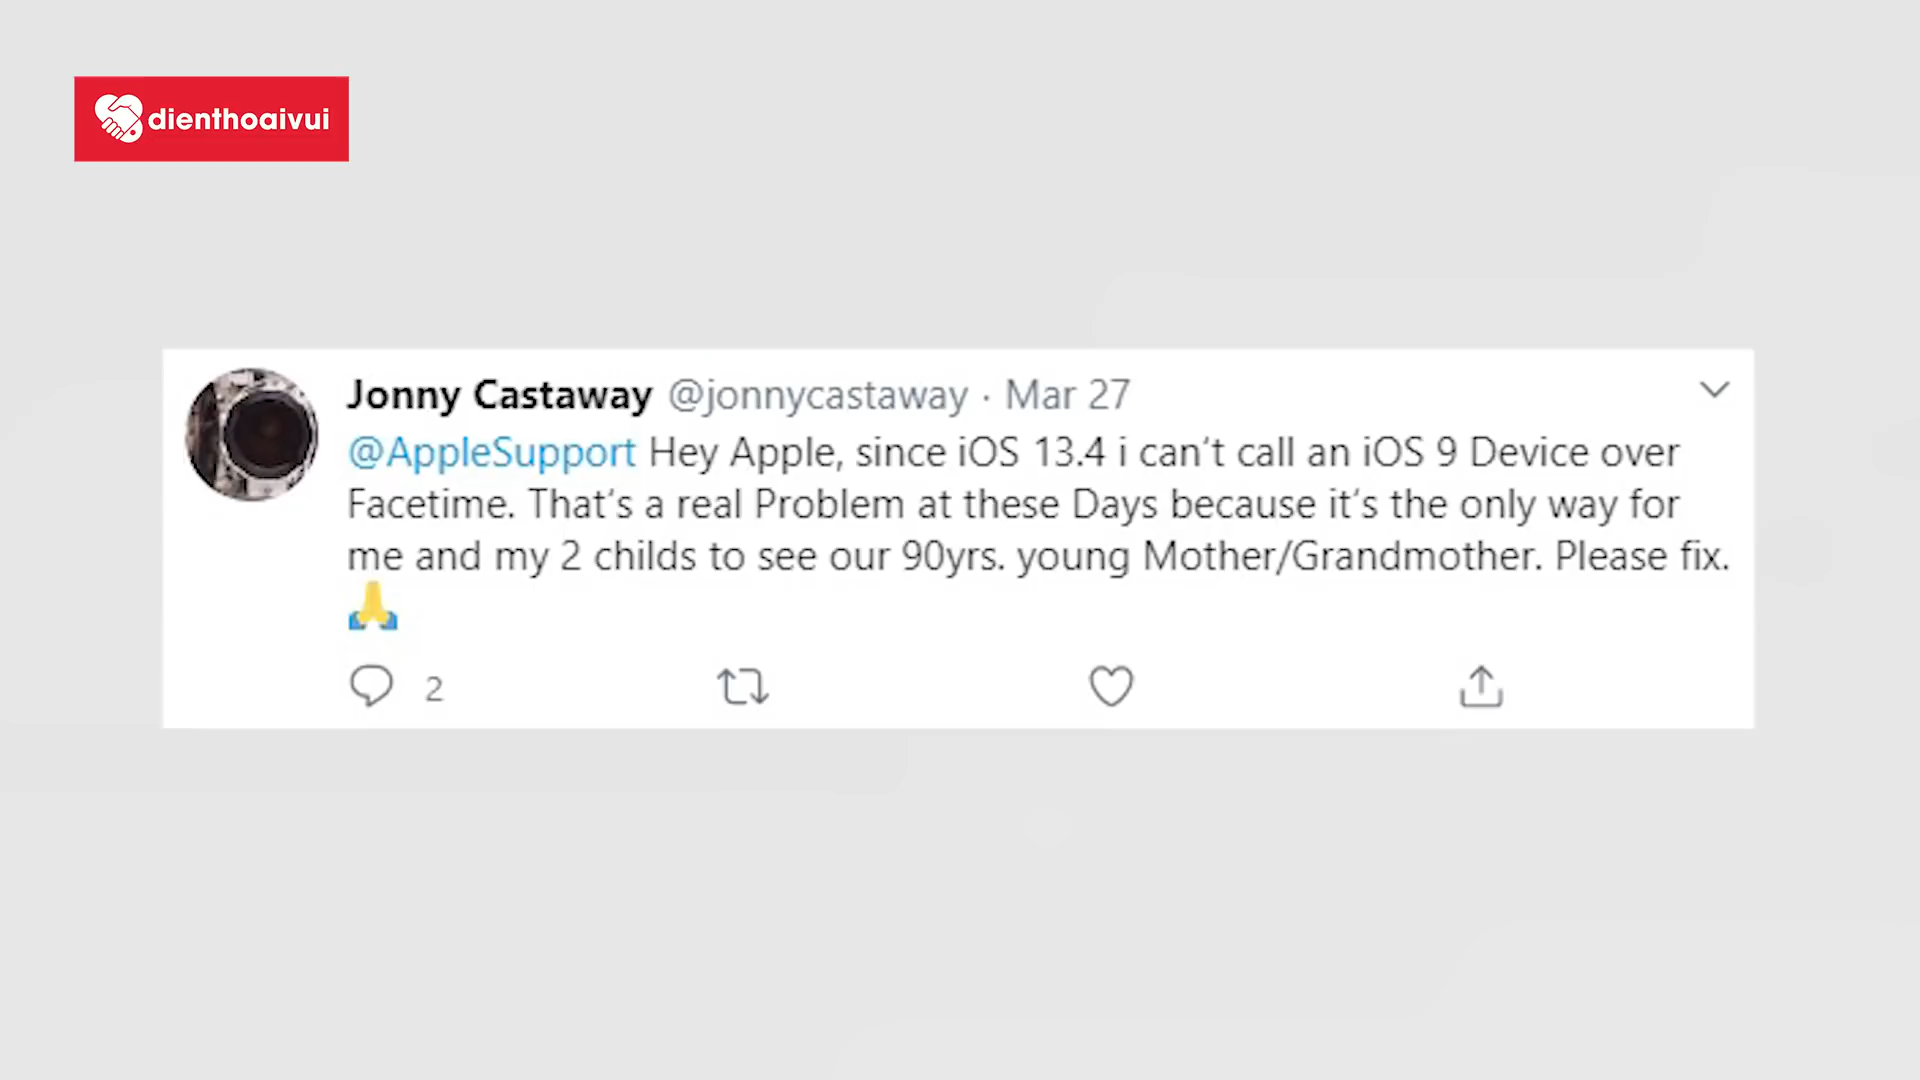 dienthoaivui
Jonny Castaway @jonnycastaway · Mar 27
@AppleSupport Hey Apple, since iOS 13.4 i can't call an iOS 9 Device over
Facetime. That's a real Problem at these Days because it's the only way for
me and my 2 childs to see our 90yrs. young Mother/Grandmother. Please fix.
🙏
2